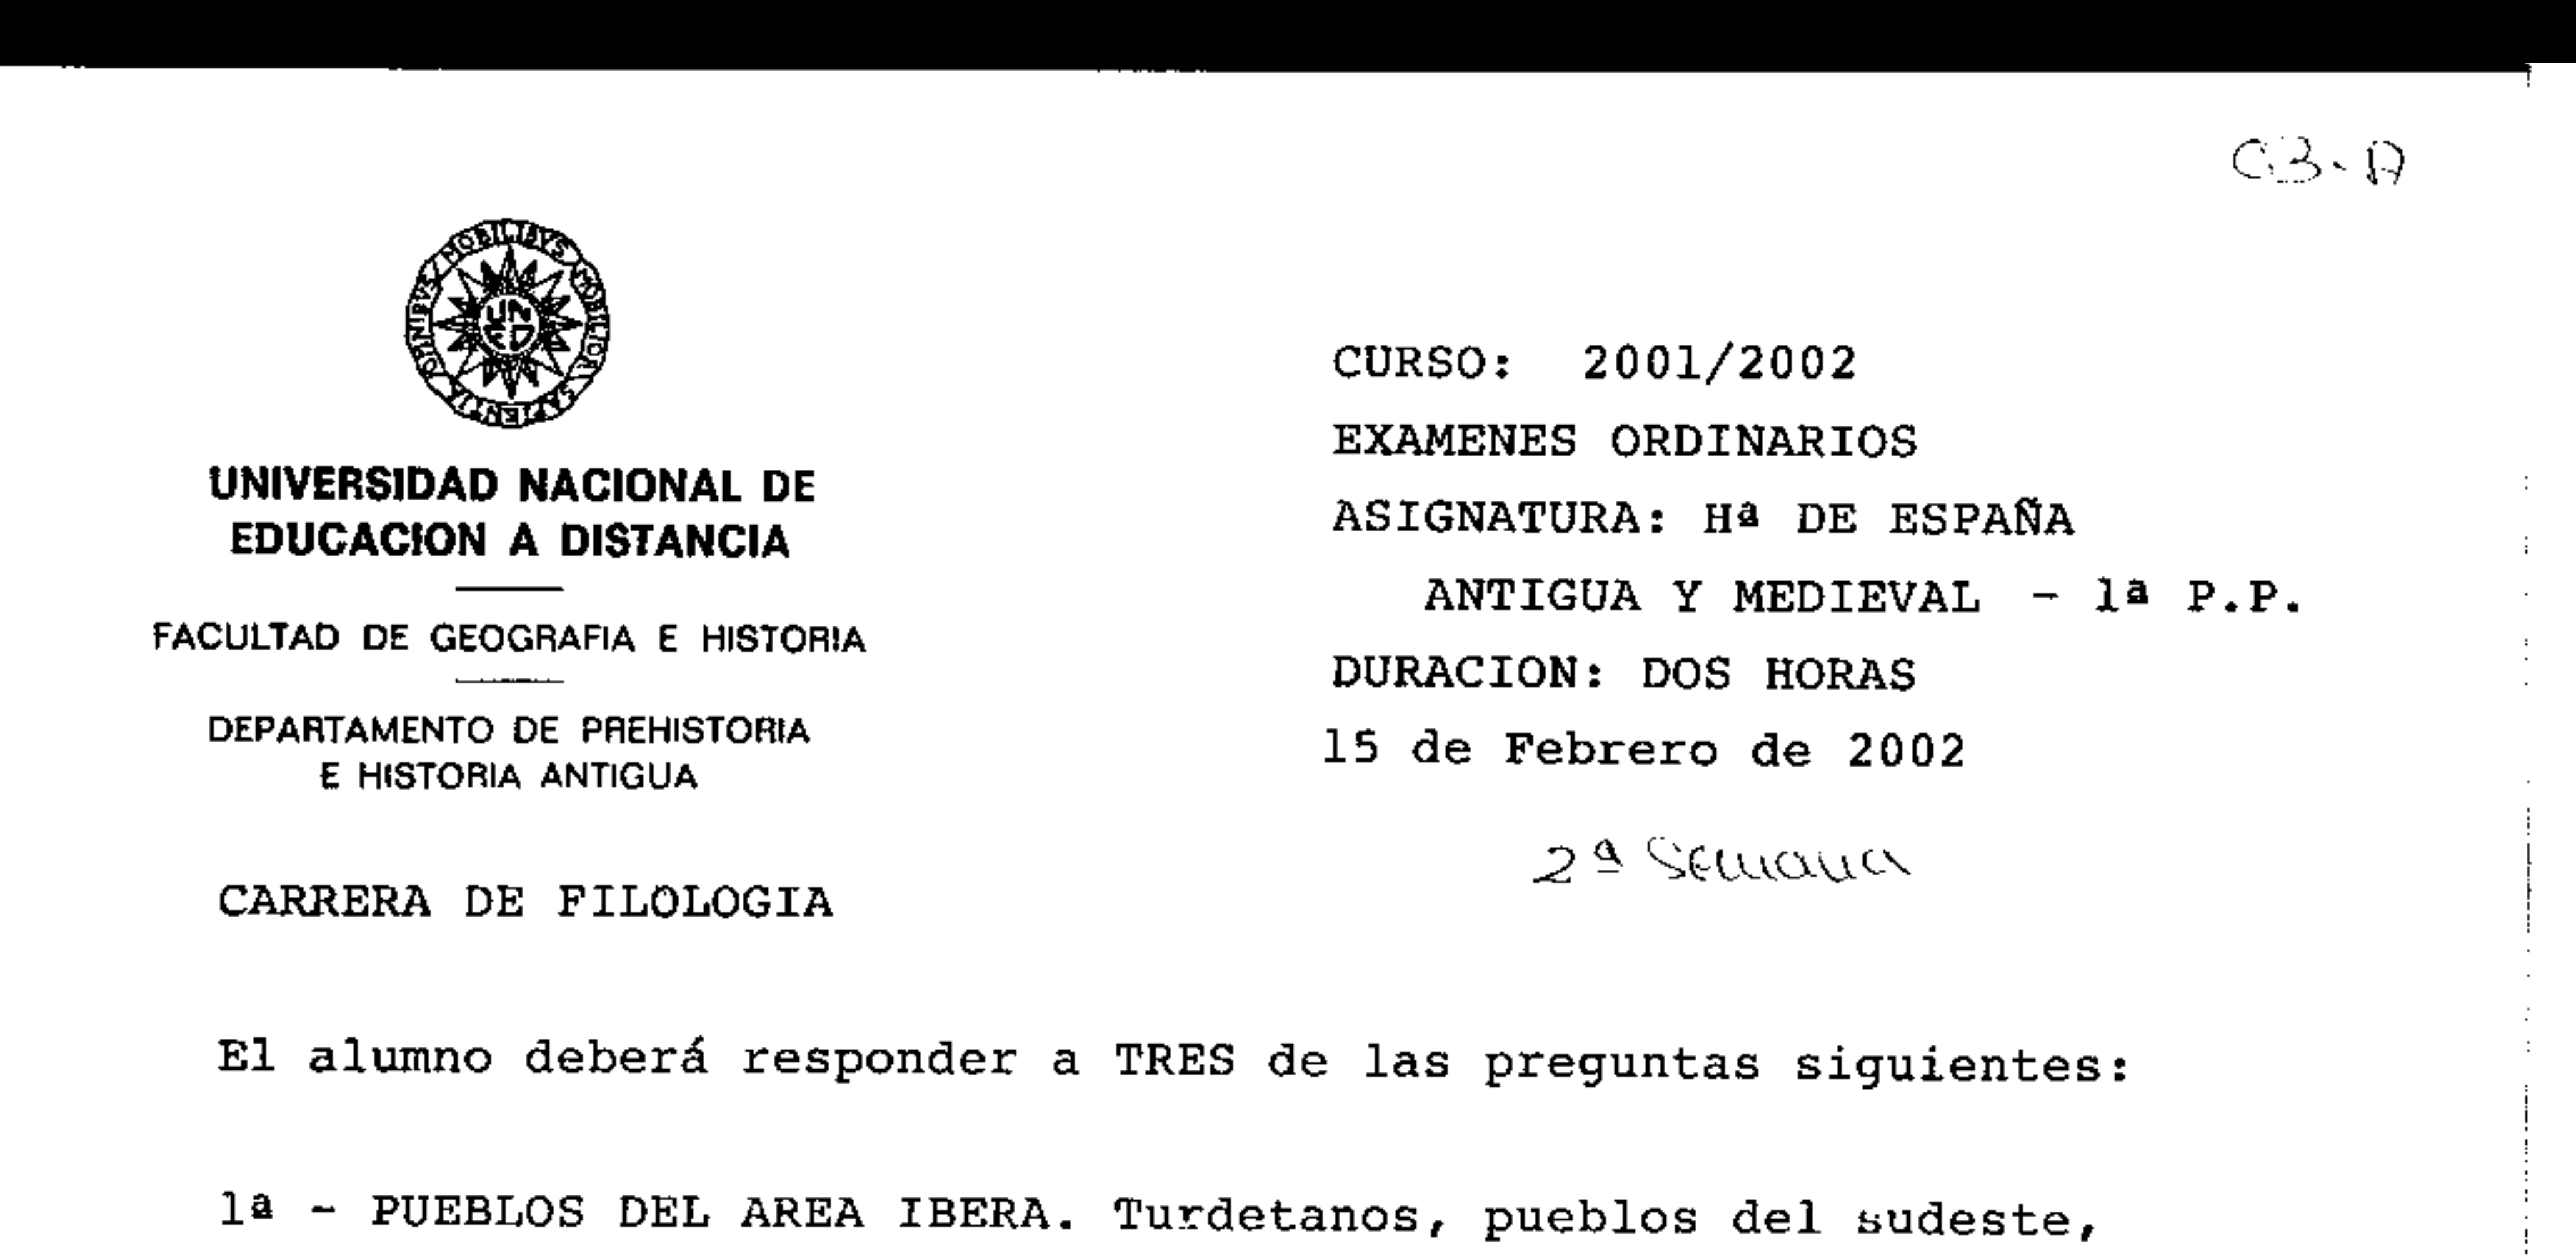 C3-A
OMNIBVS MOBILIBVS MOBILIOR SAPIENTIA
UNED
UNIVERSIDAD NACIONAL DE
EDUCACION A DISTANCIA
FACULTAD DE GEOGRAFIA E HISTORIA
DEPARTAMENTO DE PREHISTORIA
E HISTORIA ANTIGUA
CURSO: 2001/2002
EXAMENES ORDINARIOS
ASIGNATURA: Hª DE ESPAÑA
ANTIGUA Y MEDIEVAL - 1ª P.P.
DURACION: DOS HORAS
15 de Febrero de 2002
2ª Semana
CARRERA DE FILOLOGIA
El alumno deberá responder a TRES de las preguntas siguientes:
1ª - PUEBLOS DEL AREA IBERA. Turdetanos, pueblos del sudeste,